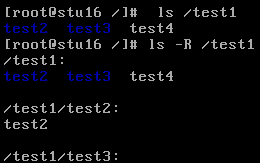 [root@stu16 /]#  ls /test1
test2  test3  test4
[root@stu16 /]# ls -R /test1
/test1:
test2  test3  test4

/test1/test2:
test2

/test1/test3: